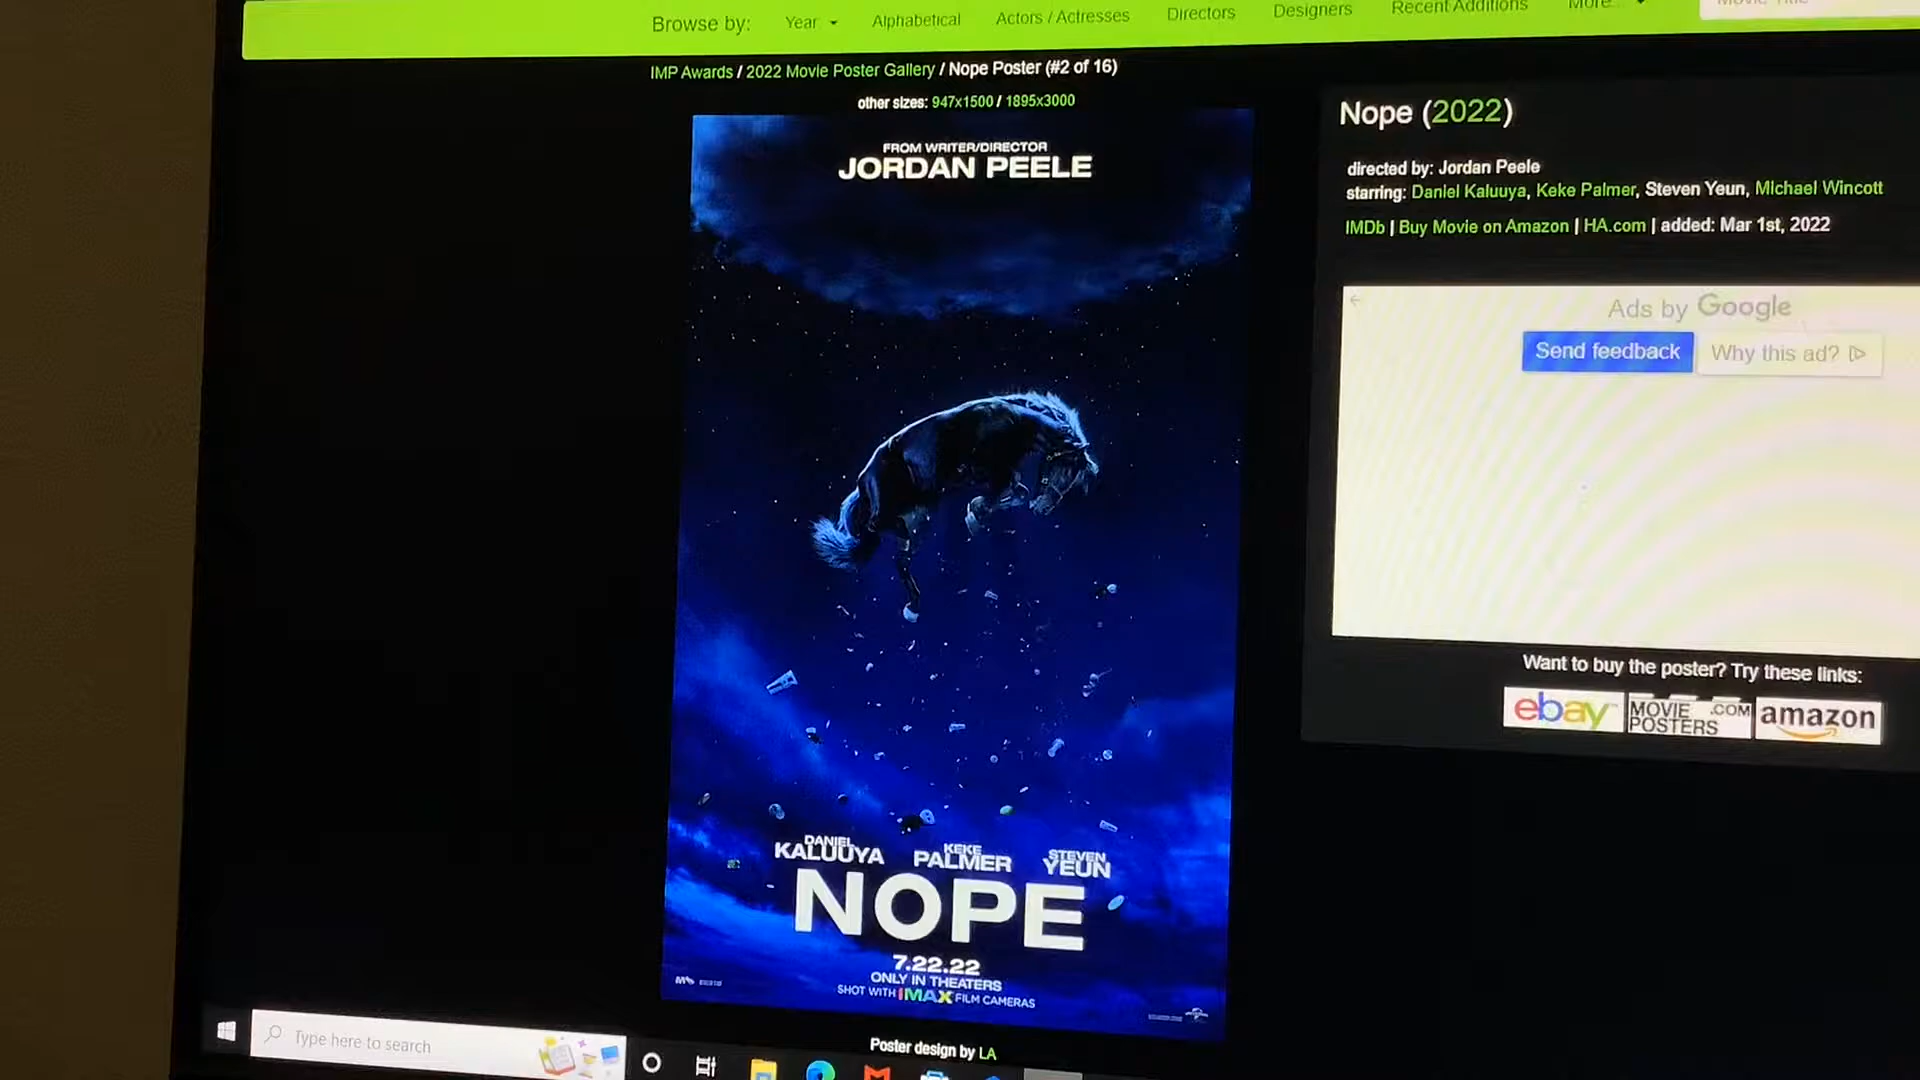 Browse by: Year Alphabetical Actors / Actresses Directors Designers Recent Additions More...
Movie Title
IMP Awards / 2022 Movie Poster Gallery / Nope Poster (#2 of 16)
other sizes: 947x1500 / 1895x3000
FROM WRITER/DIRECTOR
JORDAN PEELE
DANIEL KALUUYA
KEKE PALMER
STEVEN YEUN
NOPE
7.22.22
ONLY IN THEATERS
SHOT WITH IMAX FILM CAMERAS
Poster design by LA
Nope (2022)
directed by: Jordan Peele
starring: Daniel Kaluuya, Keke Palmer, Steven Yeun, Michael Wincott
IMDb | Buy Movie on Amazon | HA.com | added: Mar 1st, 2022
Ads by Google
Send feedback
Why this ad?
Want to buy the poster? Try these links:
ebay
MOVIE POSTERS .COM
amazon
Type here to search